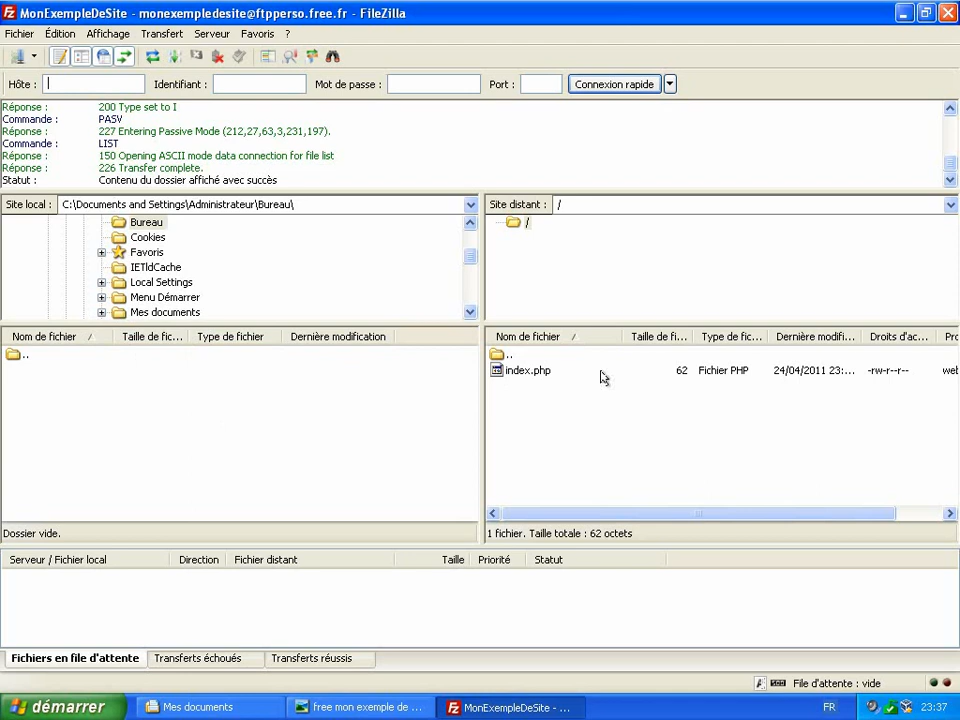 MonExempleDeSite - monexempledesite@ftpperso.free.fr - FileZilla
Fichier Édition Affichage Transfert Serveur Favoris ?
Hôte : Identifiant : Mot de passe : Port : Connexion rapide
Réponse : 200 Type set to I
Commande : PASV
Réponse : 227 Entering Passive Mode (212,27,63,3,231,197).
Commande : LIST
Réponse : 150 Opening ASCII mode data connection for file list
Réponse : 226 Transfer complete.
Statut : Contenu du dossier affiché avec succès
Site local : C:\Documents and Settings\Administrateur\Bureau\ Site distant : /
Bureau /
Cookies
Favoris
IETldCache
Local Settings
Menu Démarrer
Mes documents
Nom de fichier Taille de fic... Type de fichier Dernière modification Nom de fichier Taille de fi... Type de fic... Dernière modifi... Droits d'ac...
.. ..
index.php 62 Fichier PHP 24/04/2011 23:... -rw-r--r--
Dossier vide. 1 fichier. Taille totale : 62 octets
Serveur / Fichier local Direction Fichier distant Taille Priorité Statut
Fichiers en file d'attente Transferts échoués Transferts réussis
File d'attente : vide
démarrer Mes documents free mon exemple de ... MonExempleDeSite - ... FR 23:37